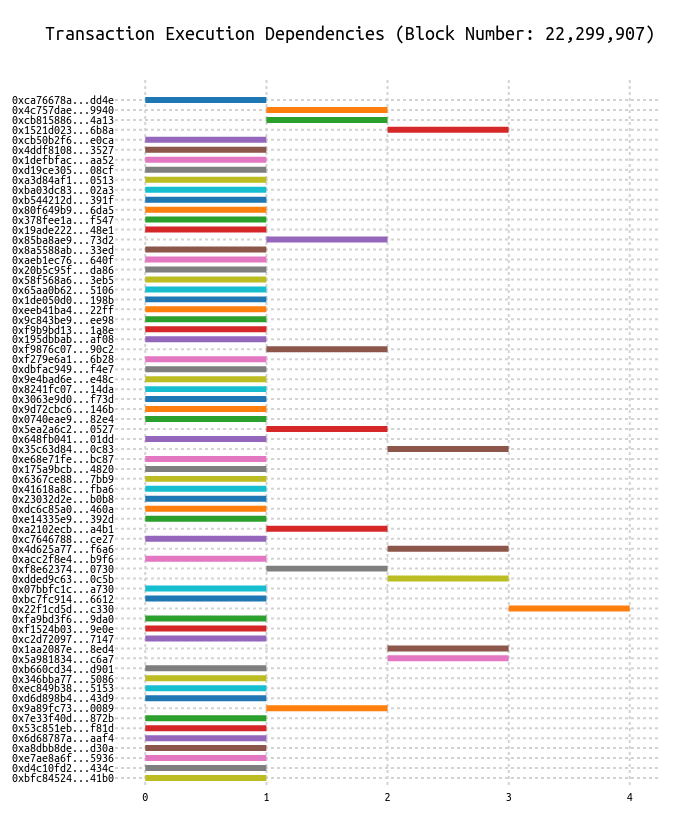 Transaction Execution Dependencies (Block Number: 22,299,907)
0xca76678a...dd4e
0x4c757dae...9940
0xcb815886...4a13
0x1521d023...6b8a
0xcb50b2f6...e0ca
0x4ddf8108...3527
0x1defbfac...aa52
0xd19ce305...08cf
0xa3d84af1...0513
0xba03dc83...02a3
0xb544212d...391f
0x80f649b9...6da5
0x378fee1a...f547
0x19ade222...48e1
0x85ba8ae9...73d2
0x8a5588ab...33ed
0xaeb1ec76...640f
0x20b5c95f...da86
0x58f568a6...3eb5
0x65aa0b62...5106
0x1de050d0...198b
0xeeb41ba4...22ff
0x9c843be9...ee98
0xf9b9bd13...1a8e
0x195dbbab...af08
0xf9876c07...90c2
0xf279e6a1...6b28
0xdbfac949...f4e7
0x9e4bad6e...e48c
0x8241fc07...14da
0x3063e9d0...f73d
0x9d72cbc6...146b
0x0740eae9...82e4
0x5ea2a6c2...0527
0x648fb041...01dd
0x35c63d84...0c83
0xe68e71fe...bc87
0x175a9bcb...4820
0x6367ce88...7bb9
0x41618a8c...fba6
0x23032d2e...b0b8
0xdc6c85a0...460a
0xe14335e9...392d
0xa2102ecb...a4b1
0xc7646788...ce27
0x4d625a77...f6a6
0xacc2f8e4...b9f6
0xf8e62374...0730
0xdded9c63...0c5b
0x07bbfc1c...a730
0xbc7fc914...6612
0x22f1cd5d...c330
0xfa9bd3f6...9da0
0xf1524b03...9e0e
0xc2d72097...7147
0x1aa2087e...8ed4
0x5a981834...c6a7
0xb660cd34...d901
0x346bba77...5086
0xec849b38...5153
0xd6d898b4...43d9
0x9a89fc73...0089
0x7e33f40d...872b
0x53c851eb...f81d
0x6d68787a...aaf4
0xa8dbb8de...d30a
0xe7ae8a6f...5936
0xd4c10fd2...434c
0xbfc84524...41b0
0 1 2 3 4